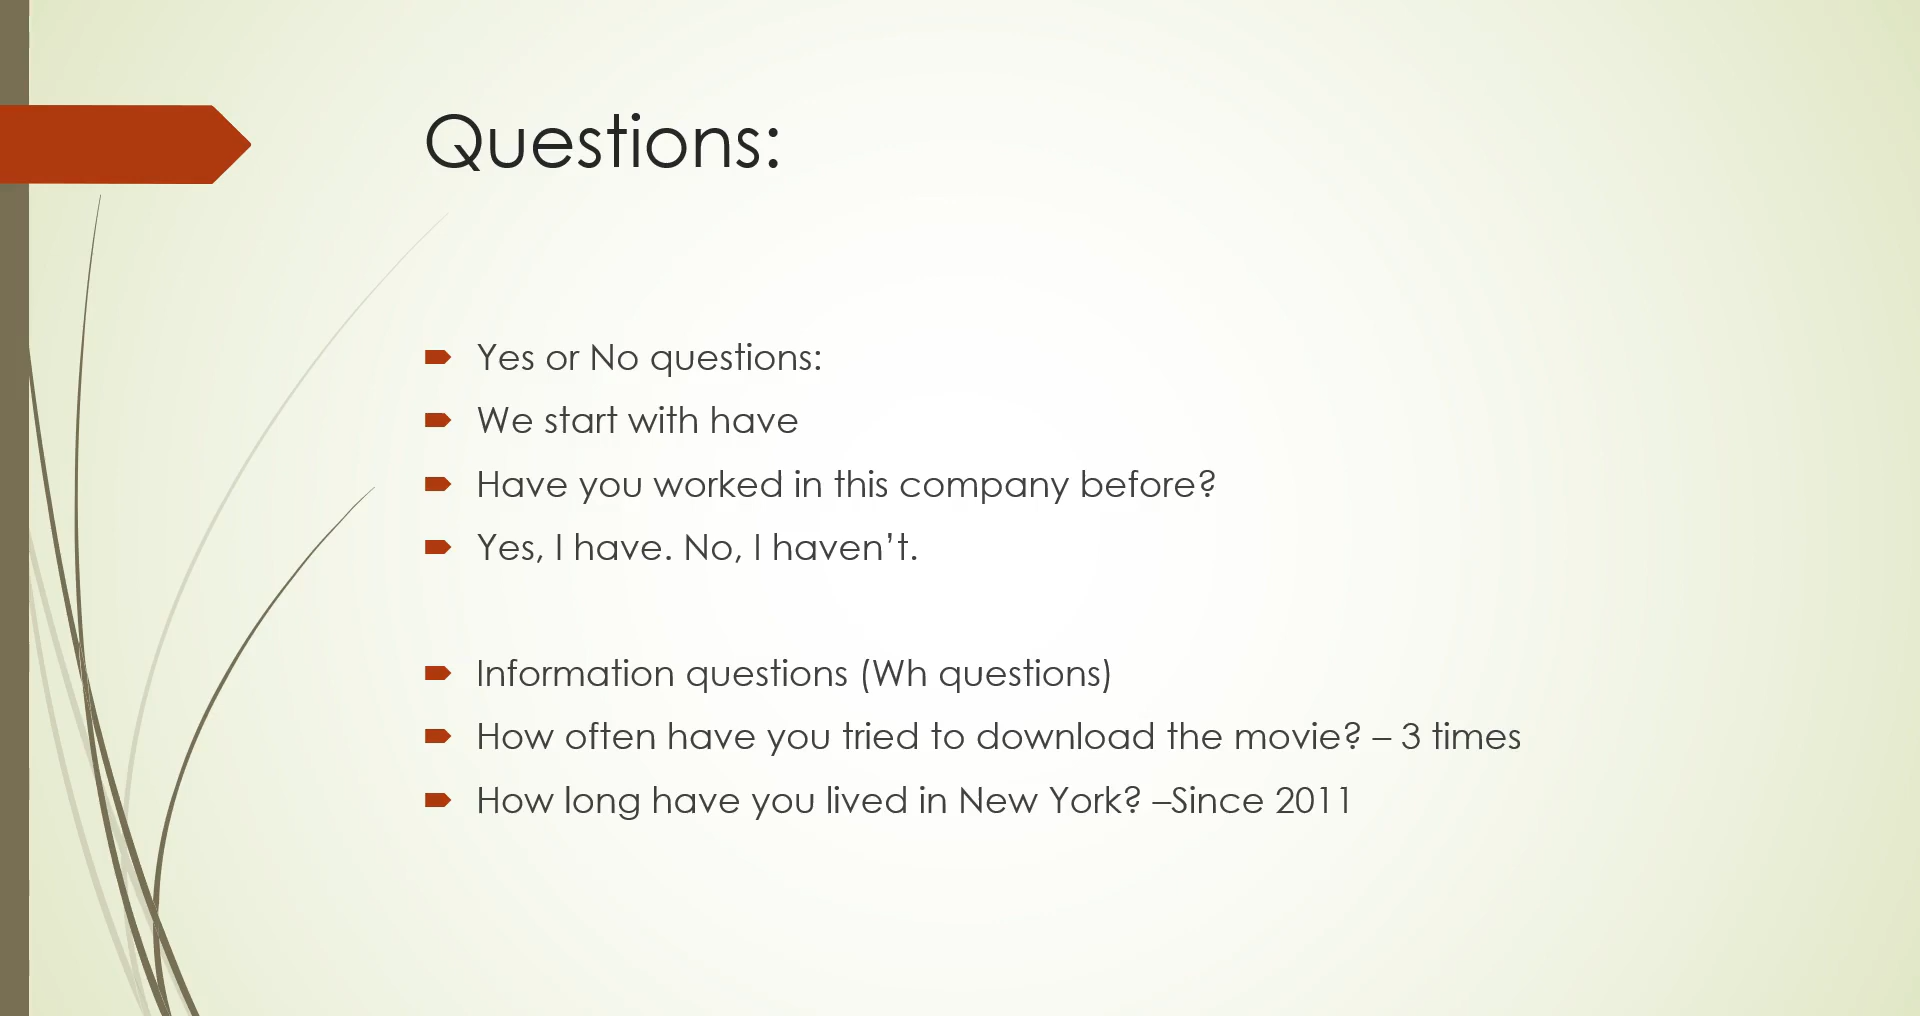 Questions:
Yes or No questions:
We start with have
Have you worked in this company before?
Yes, I have. No, I haven’t.
Information questions (Wh questions)
How often have you tried to download the movie? – 3 times
How long have you lived in New York? –Since 2011